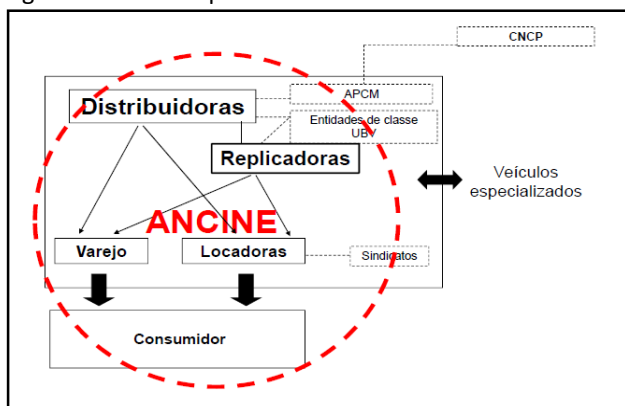 CNCP
APCM
Distribuidoras
Entidades de classe
UBV
Replicadoras
Veículos
especializados
ANCINE
Varejo
Locadoras
Sindicatos
Consumidor